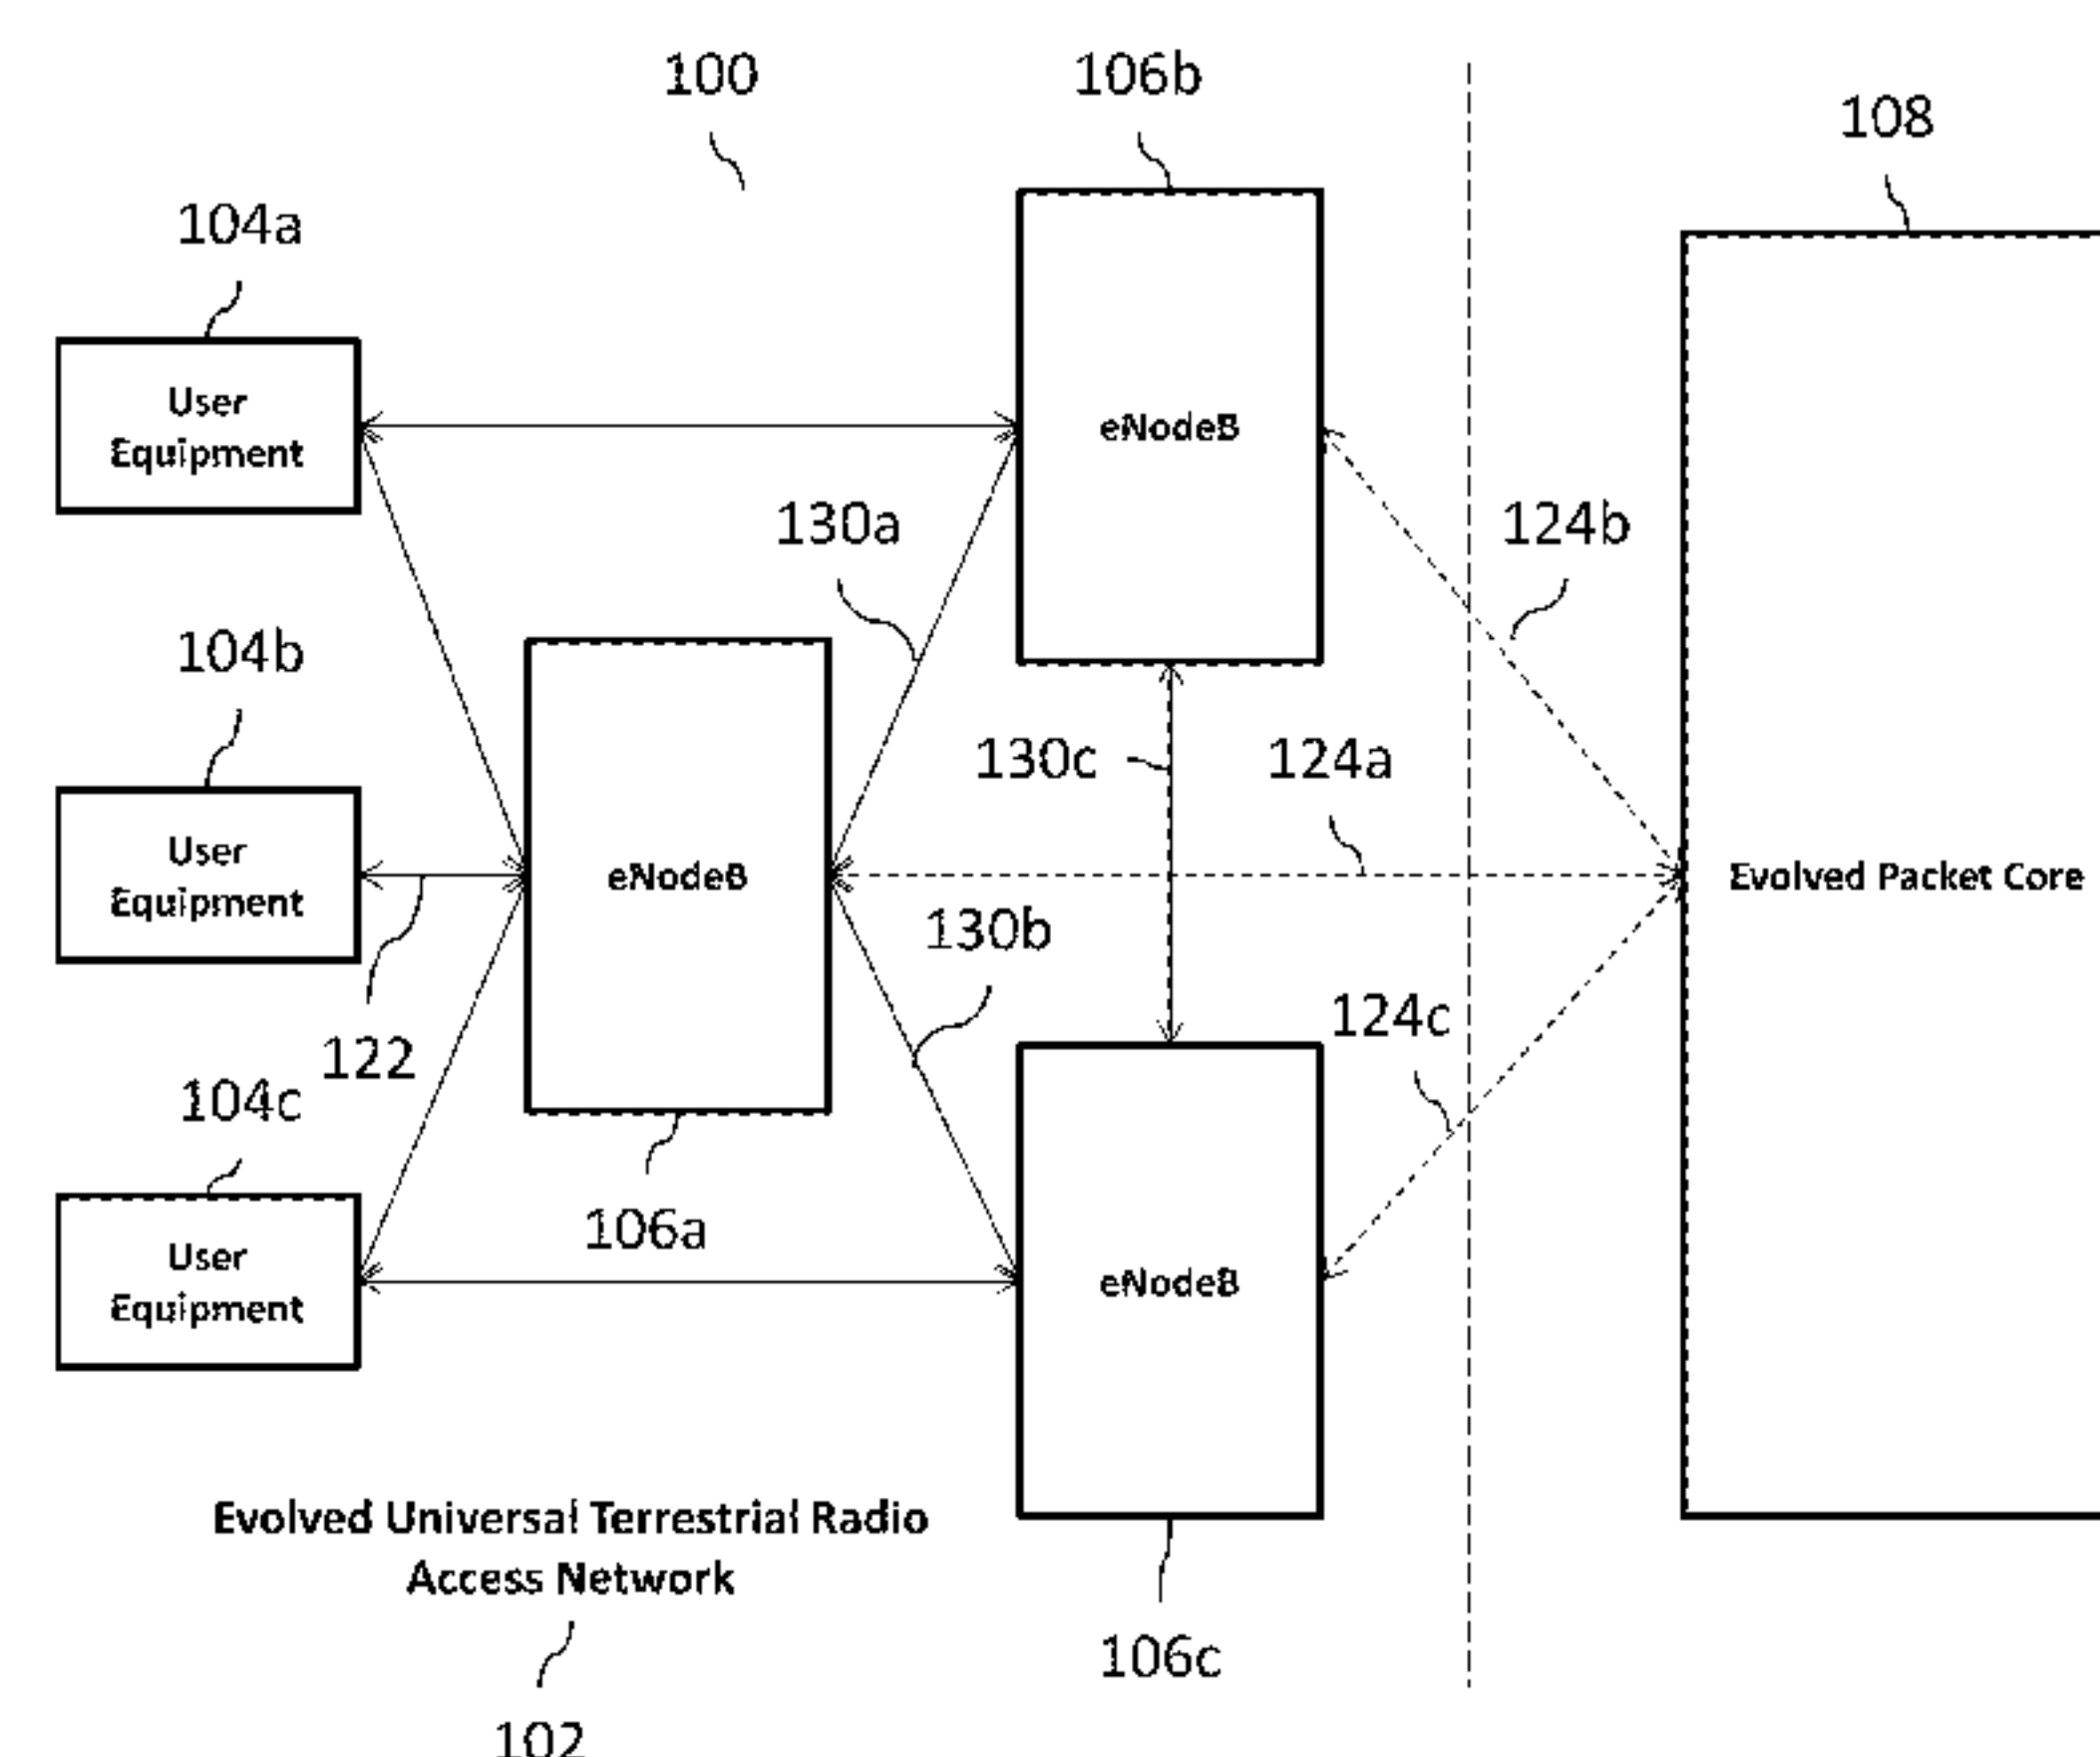 100
106b
108
104a
User
Equipment
eNodeB
130a
124b
104b
130c
124a
User
Equipment
eNodeB
Evolved Packet Core
130b
124c
122
104c
106a
User
Equipment
eNodeB
Evolved Universal Terrestrial Radio
Access Network
106c
102